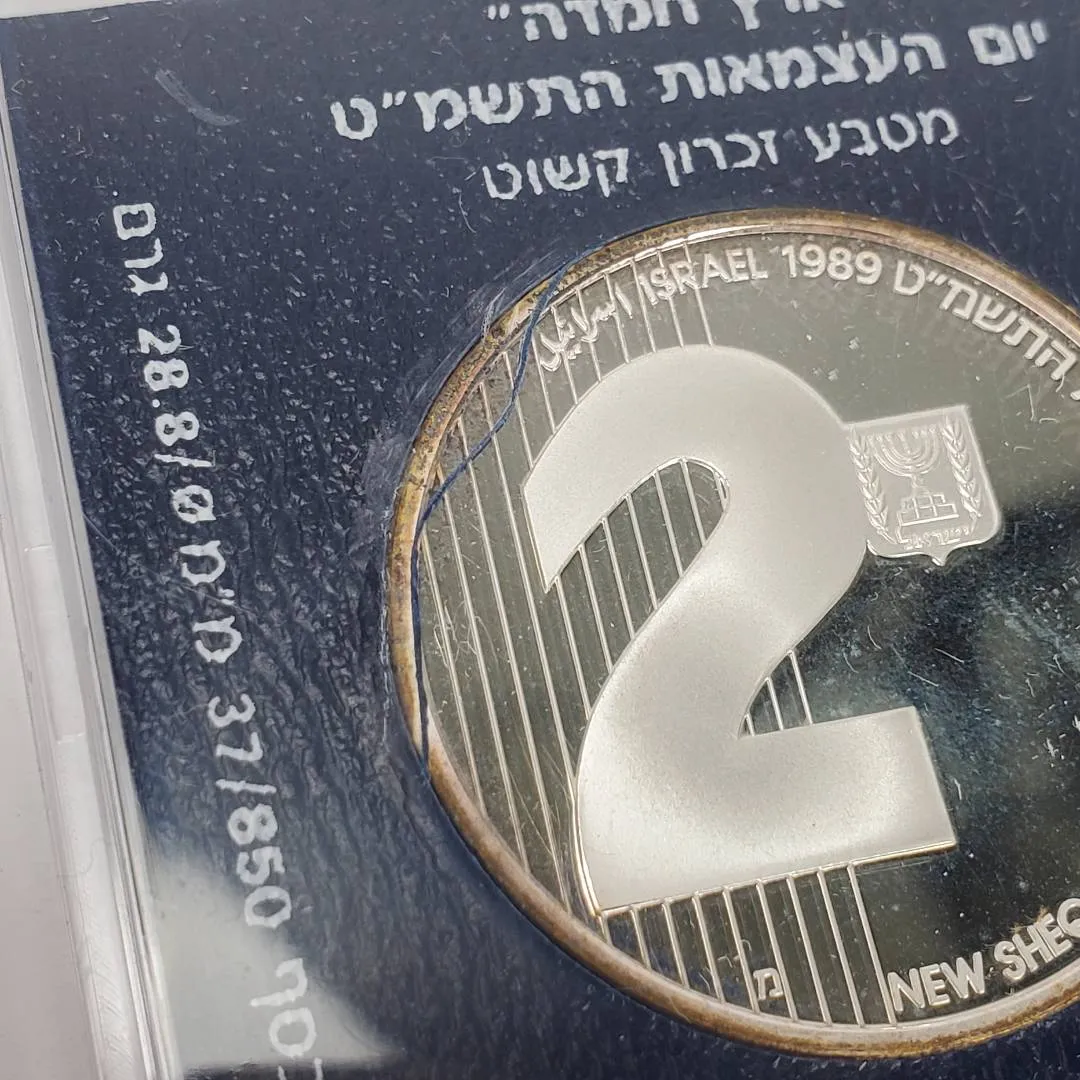 ארץ חמדה"
יום העצמאות התשמ"ט
מטבע זכרון קשוט
כסף 37/850 מ"מ/28.8 גרם
اسرائيل ISRAEL 1989 התשמ"ט
ישראל
NEW SHEQ
מ